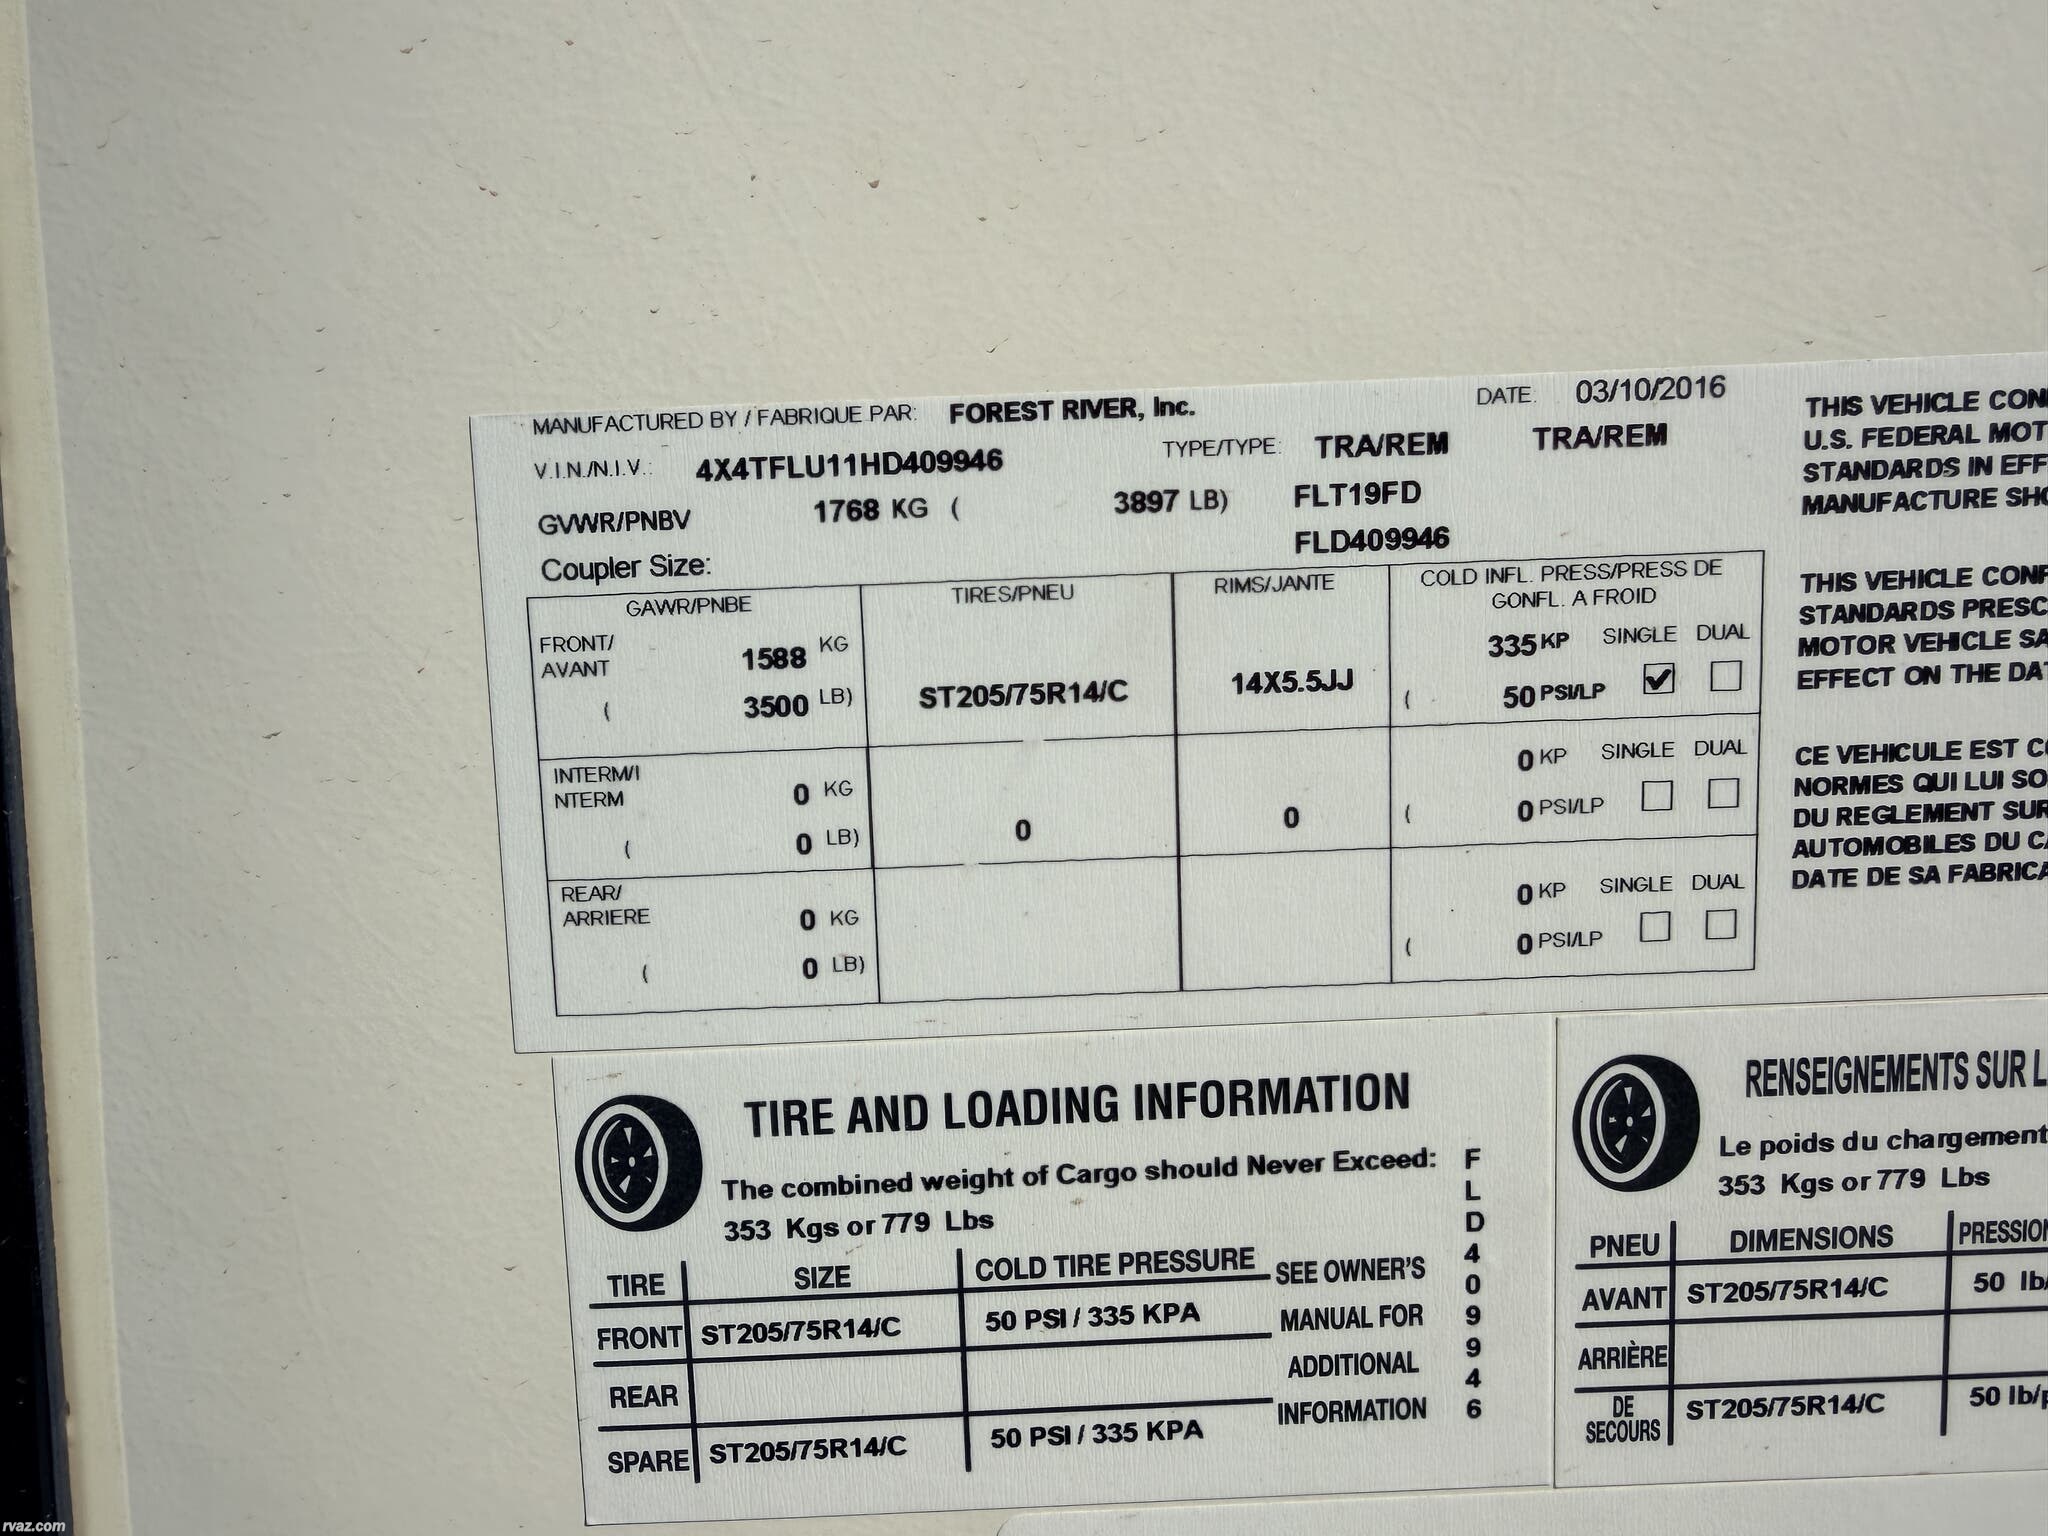 MANUFACTURED BY / FABRIQUE PAR: FOREST RIVER, Inc. DATE: 03/10/2016
V.I.N./N.I.V.: 4X4TFLU11HD409946 TYPE/TYPE: TRA/REM TRA/REM
GVWR/PNBV 1768 KG ( 3897 LB) FLT19FD
FLD409946
Coupler Size:
GAWR/PNBE TIRES/PNEU RIMS/JANTE COLD INFL. PRESS/PRESS DE
GONFL. A FROID
FRONT/ 1588 KG 335 KP SINGLE DUAL
AVANT
( 3500 LB) ST205/75R14/C 14X5.5JJ ( 50 PSI/LP
INTERM/I 0 KG 0 KP SINGLE DUAL
NTERM
( 0 LB) 0 0 ( 0 PSI/LP
REAR/ 0 KG 0 KP SINGLE DUAL
ARRIERE
( 0 LB) ( 0 PSI/LP
THIS VEHICLE CON
U.S. FEDERAL MOT
STANDARDS IN EFF
MANUFACTURE SHO
THIS VEHICLE CONF
STANDARDS PRESC
MOTOR VEHICLE SA
EFFECT ON THE DAT
CE VEHICULE EST CO
NORMES QUI LUI SO
DU REGLEMENT SUR
AUTOMOBILES DU CA
DATE DE SA FABRICA
TIRE AND LOADING INFORMATION
The combined weight of Cargo should Never Exceed:
353 Kgs or 779 Lbs
TIRE SIZE COLD TIRE PRESSURE
FRONT ST205/75R14/C 50 PSI / 335 KPA
REAR
SPARE ST205/75R14/C 50 PSI / 335 KPA
SEE OWNER'S
MANUAL FOR
ADDITIONAL
INFORMATION
FLD409946
RENSEIGNEMENTS SUR L
Le poids du chargement
353 Kgs or 779 Lbs
PNEU DIMENSIONS PRESSION
AVANT ST205/75R14/C 50 lb/
ARRIÈRE
DE
SECOURS ST205/75R14/C 50 lb/p
rvaz.com